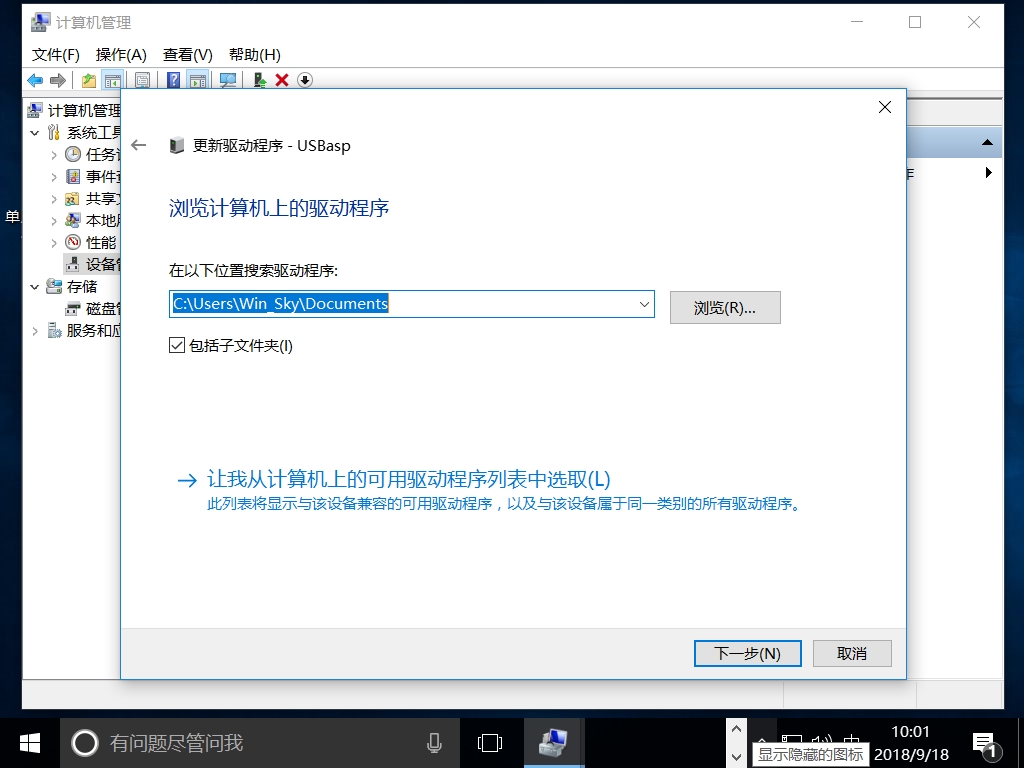 计算机管理
文件(F) 操作(A) 查看(V) 帮助(H)
计算机管理
系统工具
任务
事件
共享
本地
性能
设备
存储
磁盘
服务和应
单
更新驱动程序 - USBasp
浏览计算机上的驱动程序
在以下位置搜索驱动程序:
C:\Users\Win_Sky\Documents
浏览(R)...
包括子文件夹(I)
让我从计算机上的可用驱动程序列表中选取(L)
此列表将显示与该设备兼容的可用驱动程序，以及与该设备属于同一类别的所有驱动程序。
下一步(N) 取消
有问题尽管问我
显示隐藏的图标
10:01
2018/9/18
1